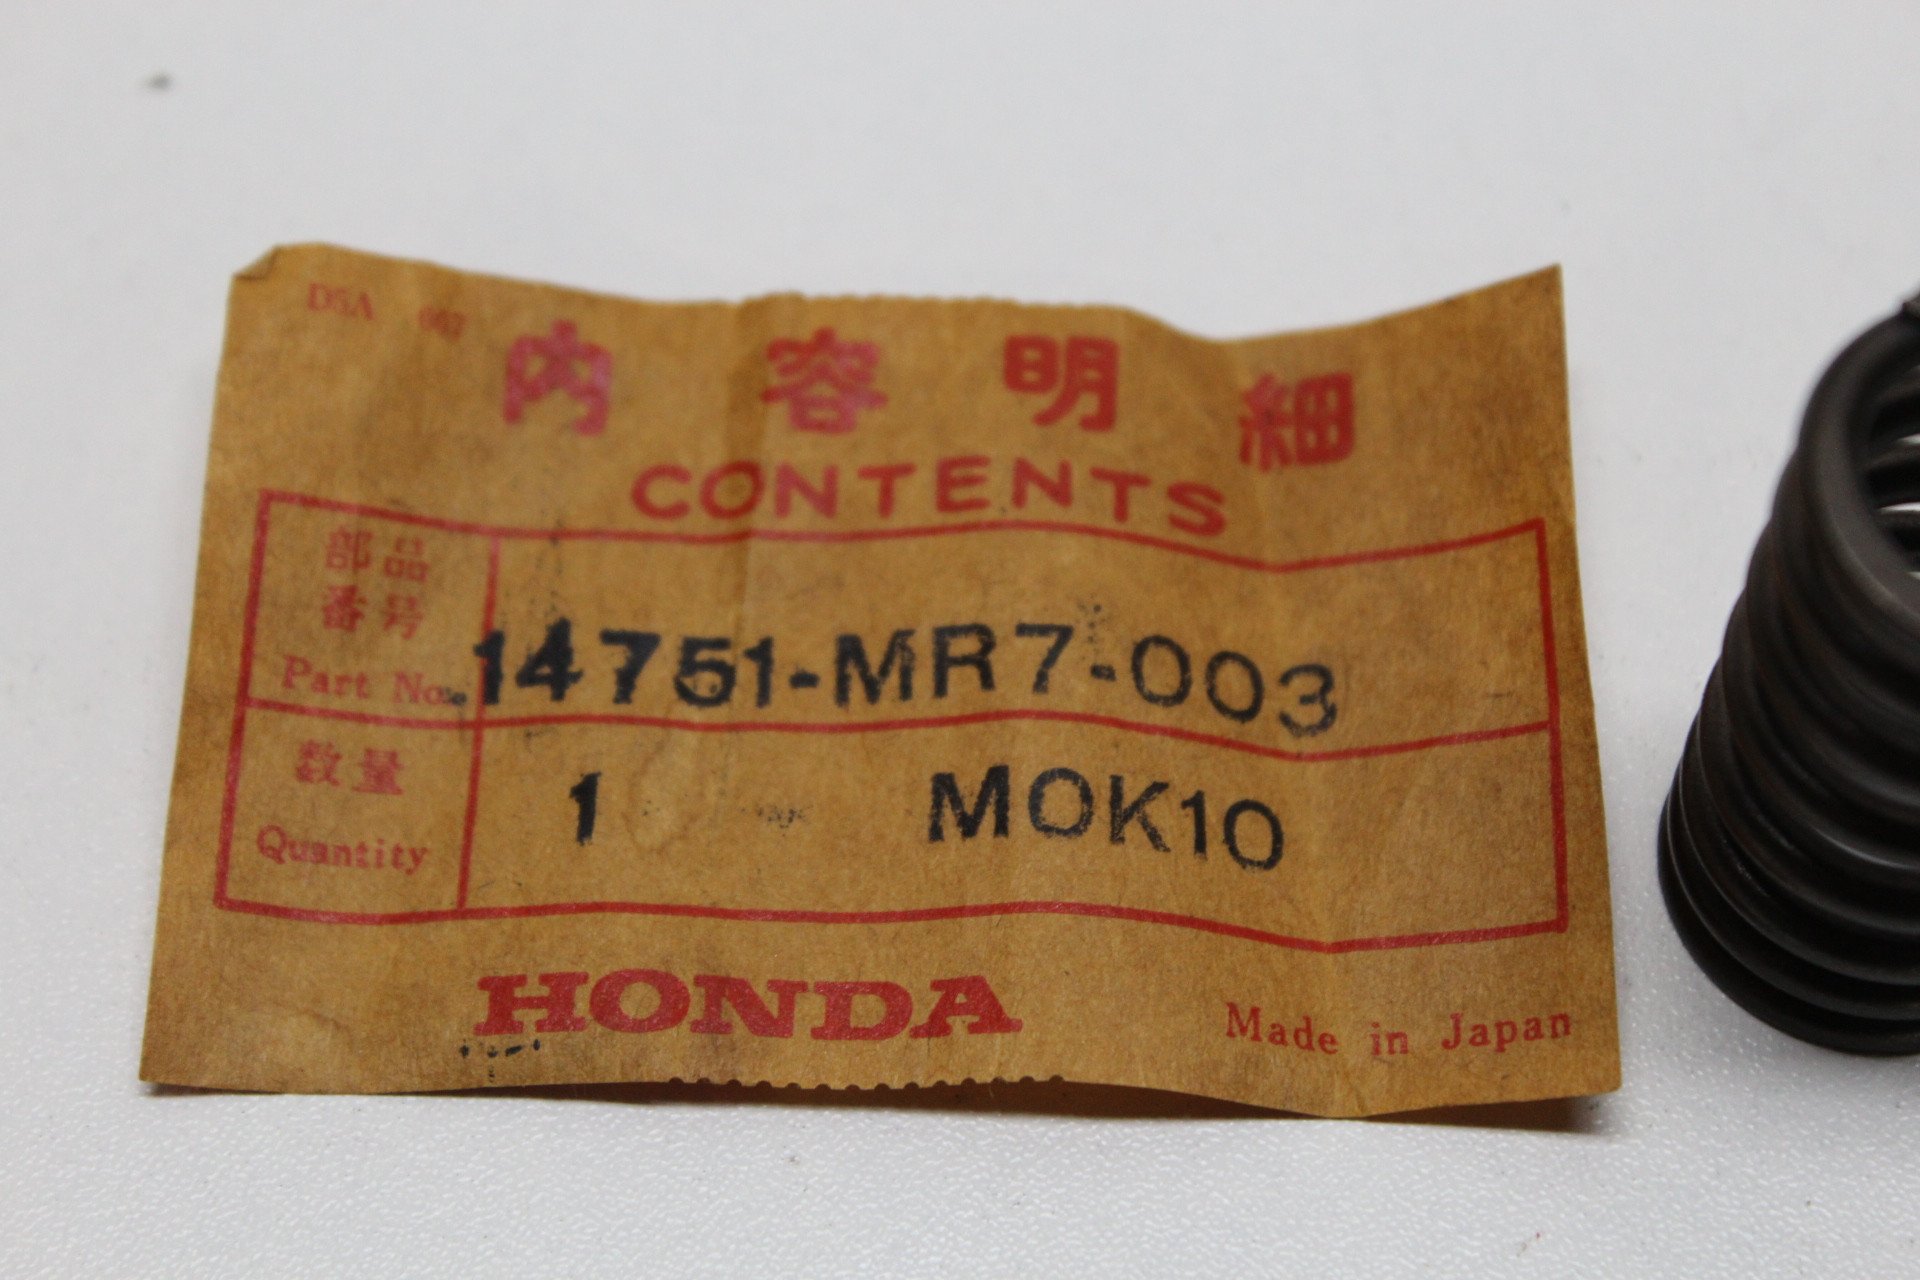 D5A
内容明細
CONTENTS
部品
番号
Part No. 14751-MR7-003
数量
Quantity 1 MOK10
HONDA
Made in Japan